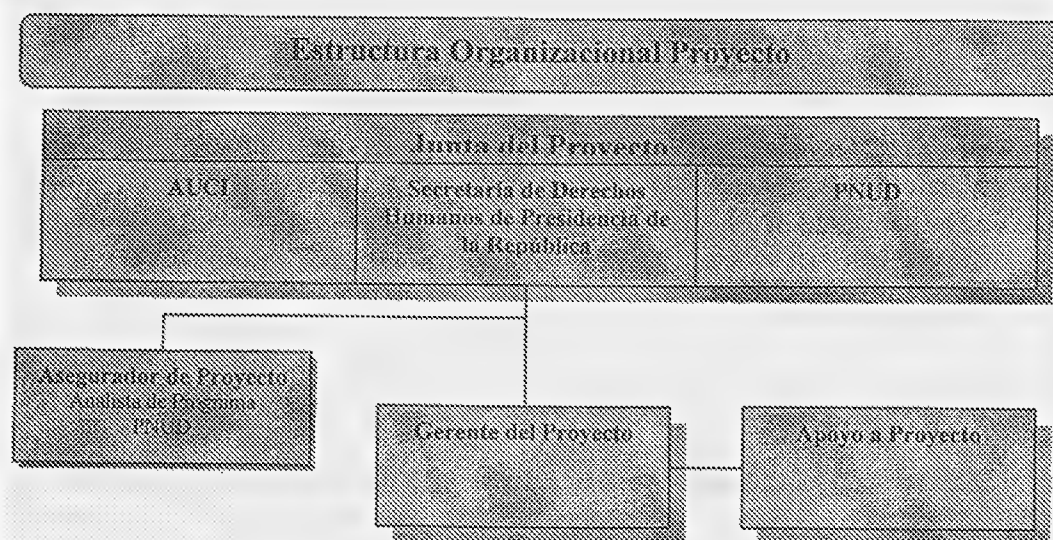 Estructura Organizacional Proyecto
Junta del Proyecto
AUCI
Secretaría de Derechos
Humanos de Presidencia de
la República
PNUD
Asegurador de Proyecto
Analista de Programa
PNUD
Gerente del Proyecto
Apoyo a Proyecto